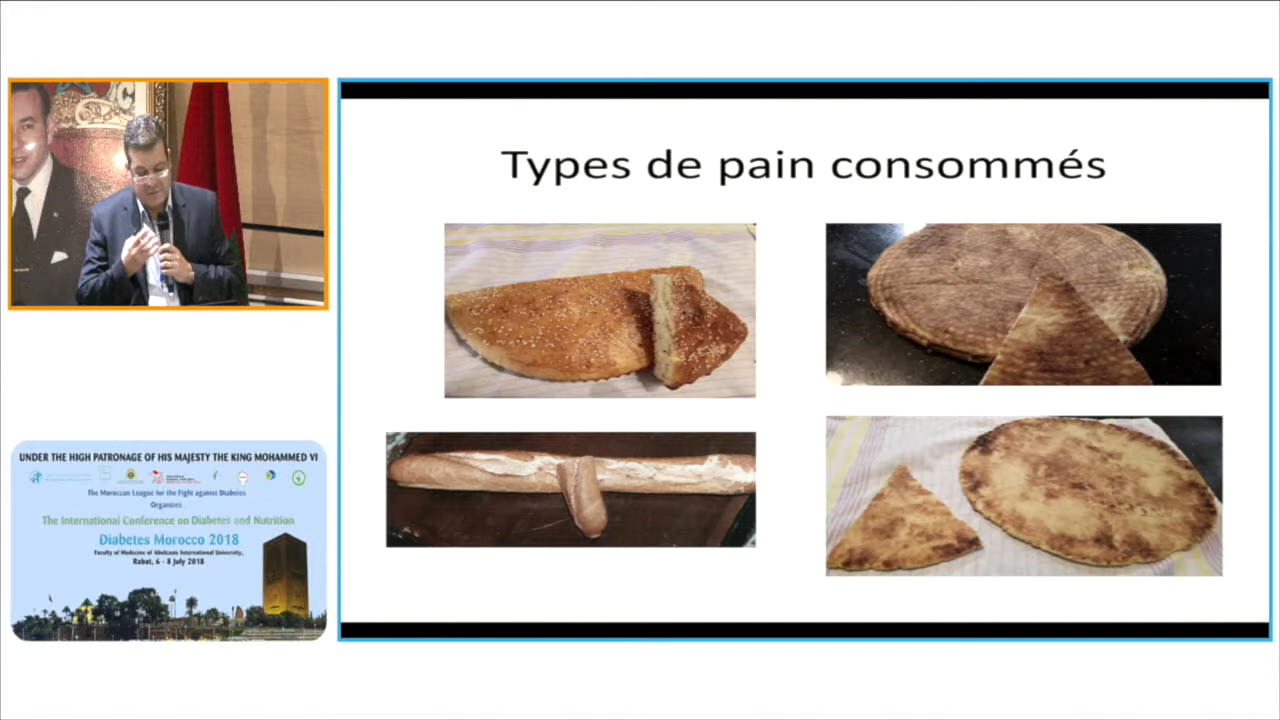 Types de pain consommés
UNDER THE HIGH PATRONAGE OF HIS MAJESTY THE KING MOHAMMED VI
The Moroccan League for the Fight against Diabetes
Organizes
The International Conference on Diabetes and Nutrition
Diabetes Morocco 2018
Faculty of Medicine of Abulcasis International University,
Rabat, 6 - 8 July 2018